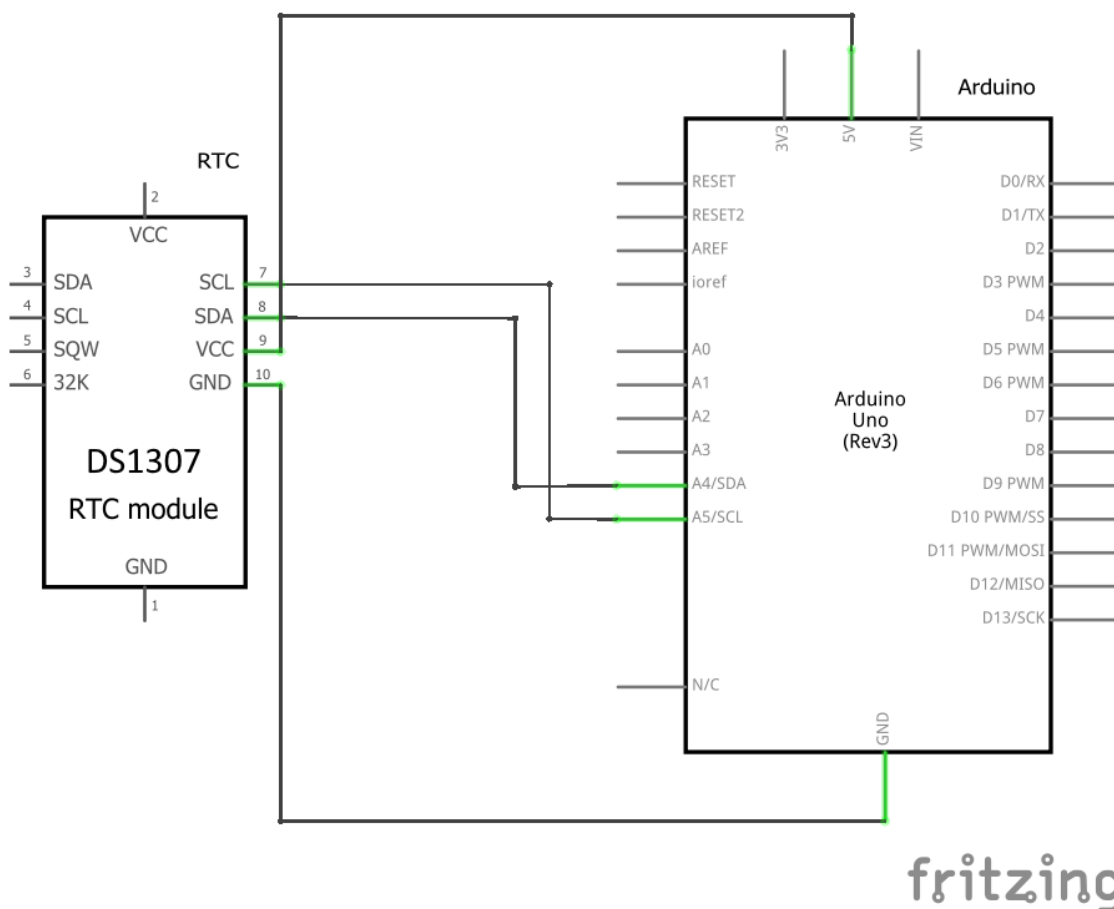 Arduino
3V3
5V
VIN
RTC
2
VCC
3 SDA SCL 7
4 SCL SDA 8
5 SQW VCC 9
6 32K GND 10
DS1307
RTC module
GND
1
RESET D0/RX
RESET2 D1/TX
AREF D2
ioref D3 PWM
D4
A0 D5 PWM
A1 D6 PWM
A2 D7
A3 D8
A4/SDA D9 PWM
A5/SCL D10 PWM/SS
D11 PWM/MOSI
D12/MISO
D13/SCK
Arduino
Uno
(Rev3)
N/C
GND
fritzing